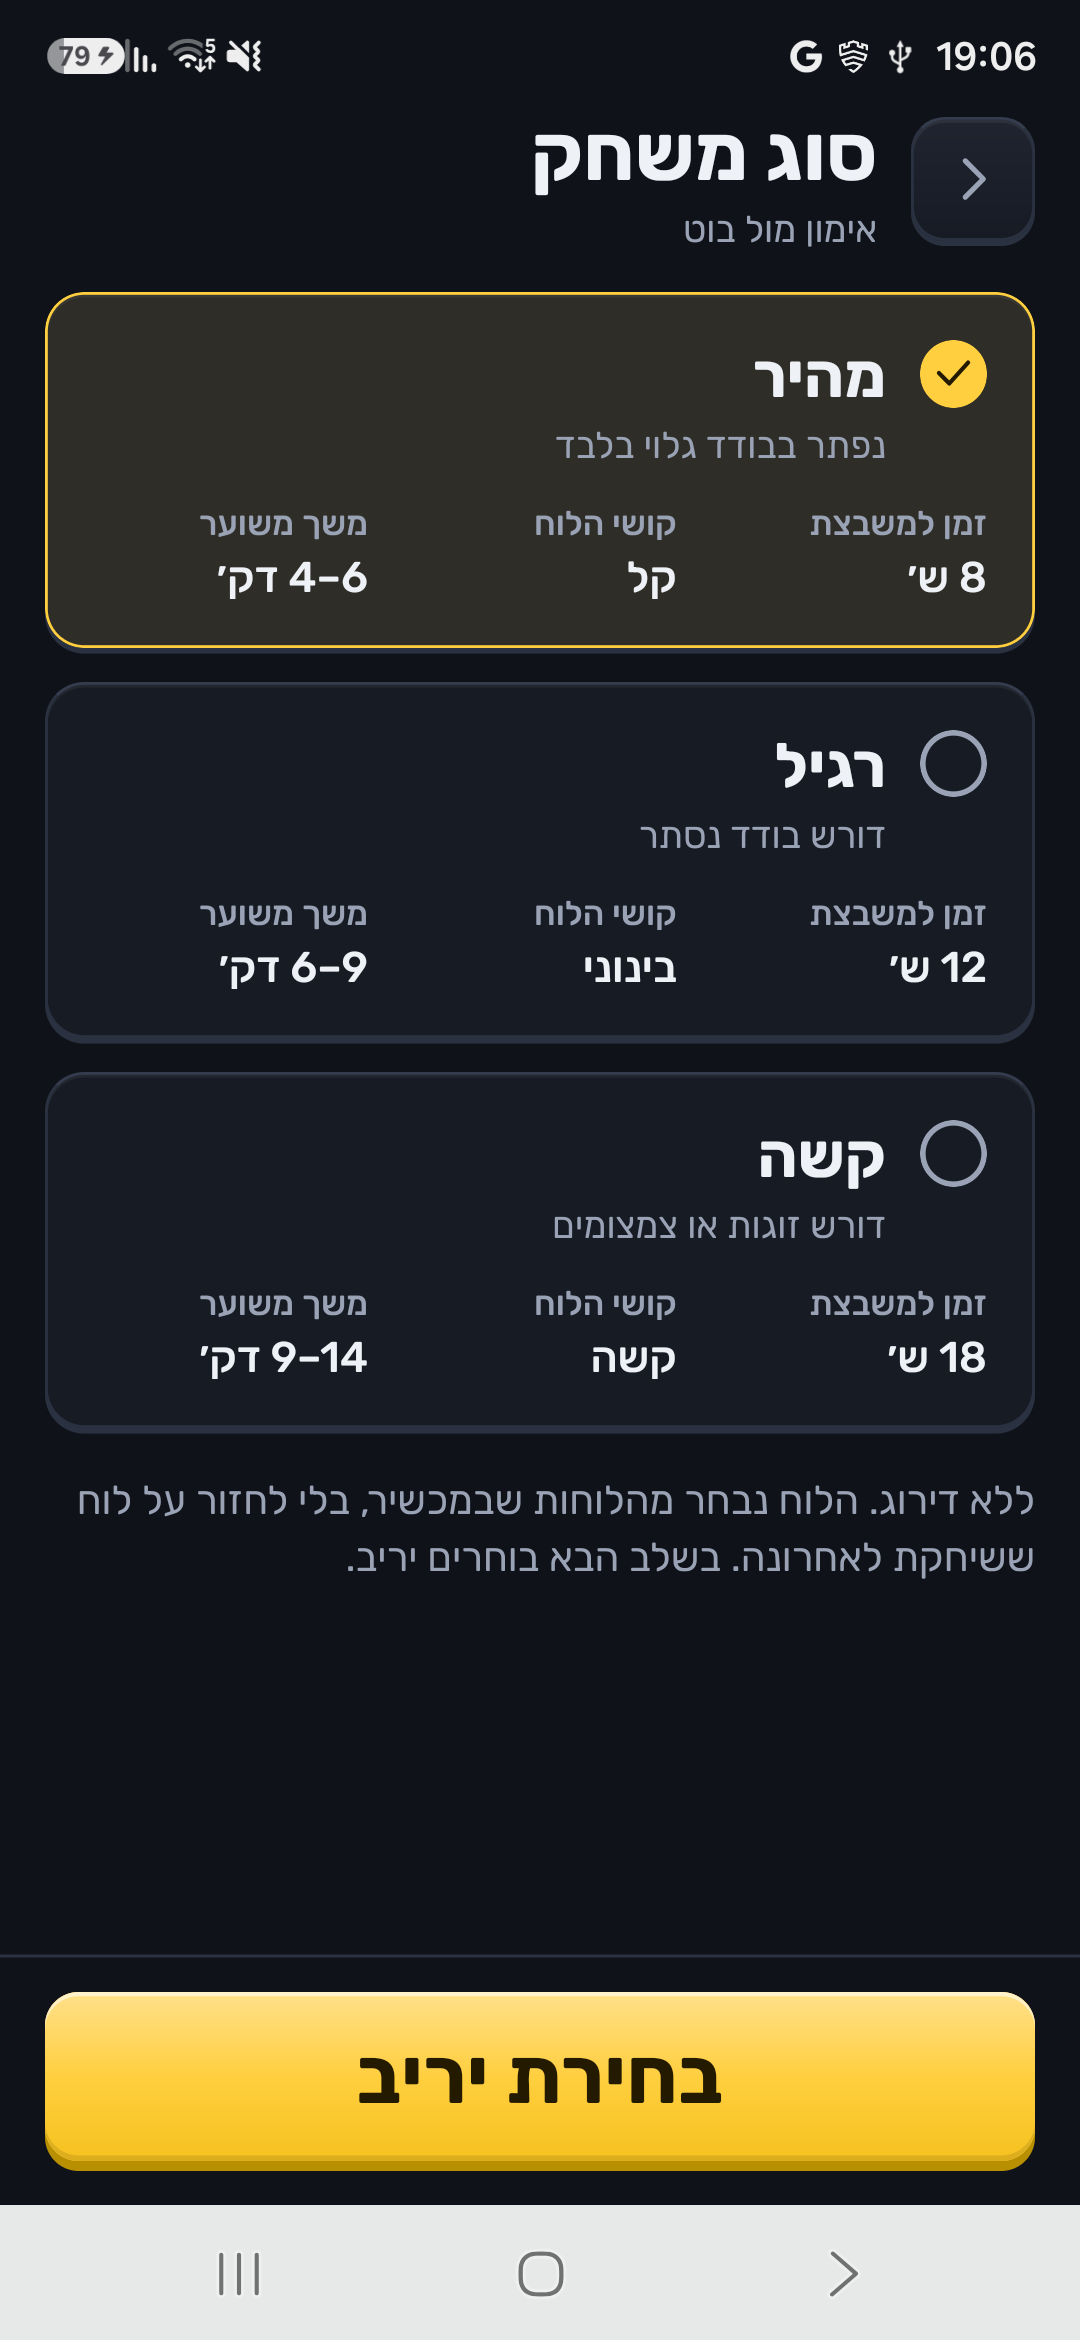 79
5
G
19:06
סוג משחק
אימון מול בוט
מהיר
נפתר בבודד גלוי בלבד
זמן למשבצת
קושי הלוח
משך משוער
8 ש׳
קל
4–6 דק׳
רגיל
דורש בודד נסתר
זמן למשבצת
קושי הלוח
משך משוער
12 ש׳
בינוני
6–9 דק׳
קשה
דורש זוגות או צמצומים
זמן למשבצת
קושי הלוח
משך משוער
18 ש׳
קשה
9–14 דק׳
ללא דירוג. הלוח נבחר מהלוחות שבמכשיר, בלי לחזור על לוח
ששיחקת לאחרונה. בשלב הבא בוחרים יריב.
בחירת יריב